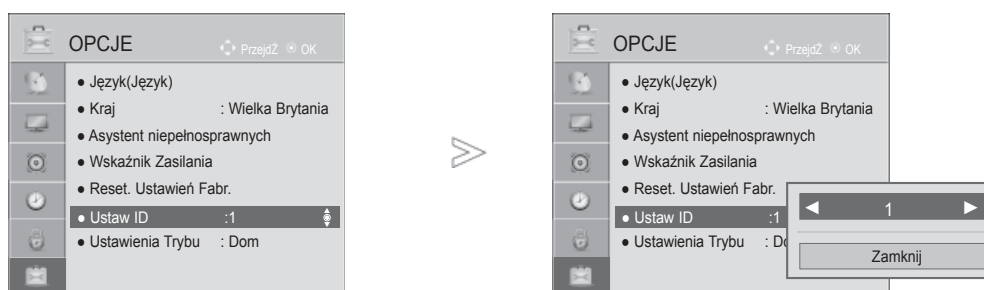 OPCJE PrzejdŹ OK
● Język(Język)
● Kraj : Wielka Brytania
● Asystent niepełnosprawnych
● Wskaźnik Zasilania
● Reset. Ustawień Fabr.
● Ustaw ID :1
● Ustawienia Trybu : Dom
OPCJE PrzejdŹ OK
● Język(Język)
● Kraj : Wielka Brytania
● Asystent niepełnosprawnych
● Wskaźnik Zasilania
● Reset. Ustawień Fabr.
● Ustaw ID :1
● Ustawienia Trybu : Do
◄ 1 ►
Zamknij